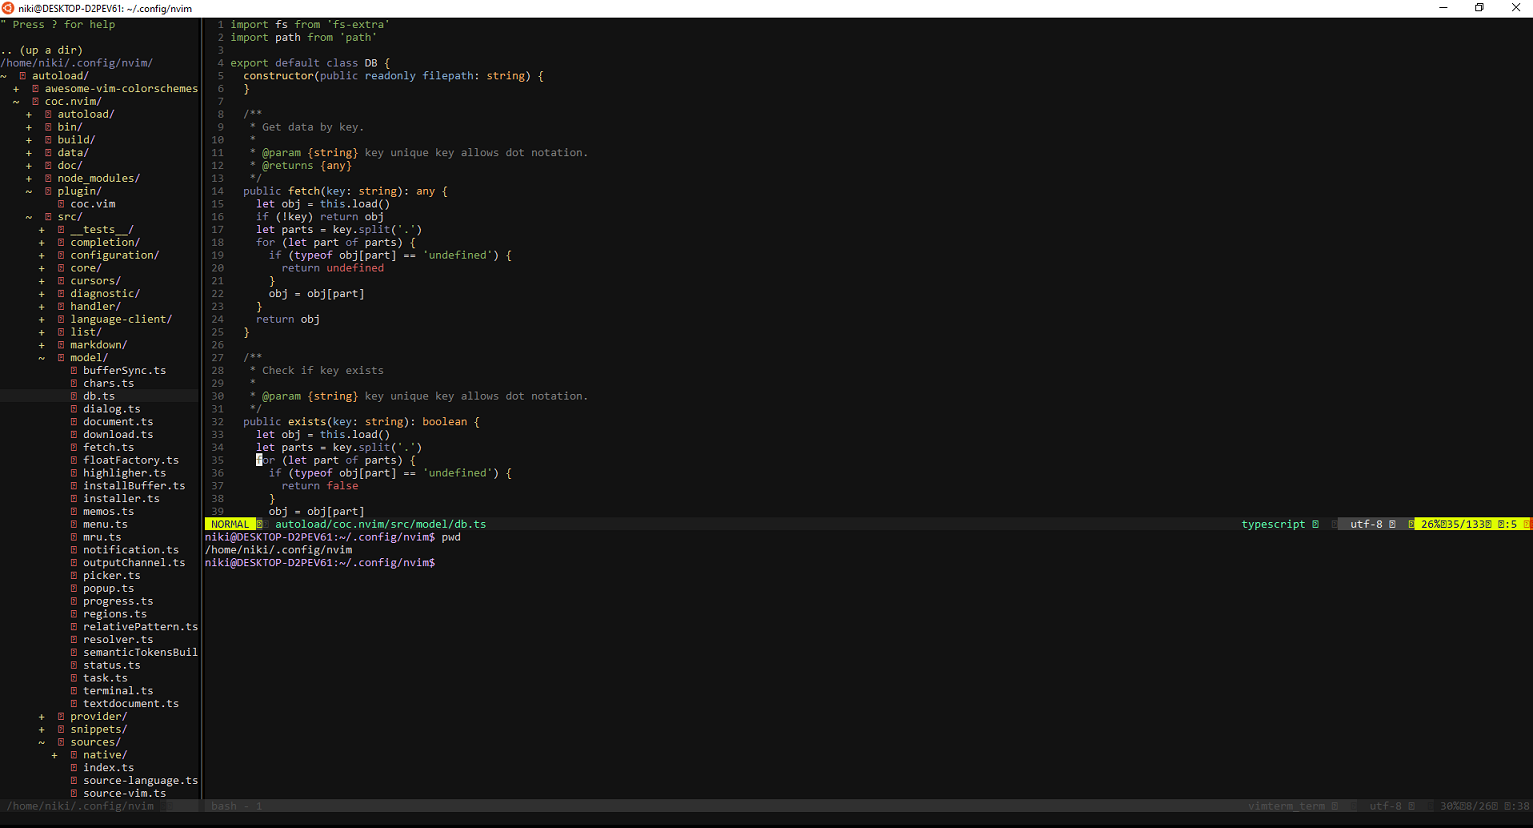 niki@DESKTOP-D2PEV61: ~/.config/nvim
" Press ? for help
.. (up a dir)
/home/niki/.config/nvim/
~ autoload/
+ awesome-vim-colorschemes
~ coc.nvim/
+ autoload/
+ bin/
+ build/
+ data/
+ doc/
+ node_modules/
~ plugin/
coc.vim
~ src/
+ __tests__/
+ completion/
+ configuration/
+ core/
+ cursors/
+ diagnostic/
+ handler/
+ language-client/
+ list/
+ markdown/
~ model/
bufferSync.ts
chars.ts
db.ts
dialog.ts
document.ts
download.ts
fetch.ts
floatFactory.ts
highligher.ts
installBuffer.ts
installer.ts
memos.ts
menu.ts
mru.ts
notification.ts
outputChannel.ts
picker.ts
popup.ts
progress.ts
regions.ts
relativePattern.ts
resolver.ts
semanticTokensBuil
status.ts
task.ts
terminal.ts
textdocument.ts
+ provider/
+ snippets/
~ sources/
+ native/
index.ts
source-language.ts
source-vim.ts
/home/niki/.config/nvim
1 import fs from 'fs-extra'
2 import path from 'path'
3
4 export default class DB {
5   constructor(public readonly filepath: string) {
6   }
7
8   /**
9    * Get data by key.
10    *
11    * @param {string} key unique key allows dot notation.
12    * @returns {any}
13    */
14   public fetch(key: string): any {
15     let obj = this.load()
16     if (!key) return obj
17     let parts = key.split('.')
18     for (let part of parts) {
19       if (typeof obj[part] == 'undefined') {
20         return undefined
21       }
22       obj = obj[part]
23     }
24     return obj
25   }
26
27   /**
28    * Check if key exists
29    *
30    * @param {string} key unique key allows dot notation.
31    */
32   public exists(key: string): boolean {
33     let obj = this.load()
34     let parts = key.split('.')
35     for (let part of parts) {
36       if (typeof obj[part] == 'undefined') {
37         return false
38       }
39       obj = obj[part]
NORMAL autoload/coc.nvim/src/model/db.ts typescript utf-8 26% 35/133 :5
niki@DESKTOP-D2PEV61:~/.config/nvim$ pwd
/home/niki/.config/nvim
niki@DESKTOP-D2PEV61:~/.config/nvim$
bash - 1 vimterm_term utf-8 30% 8/26 :38